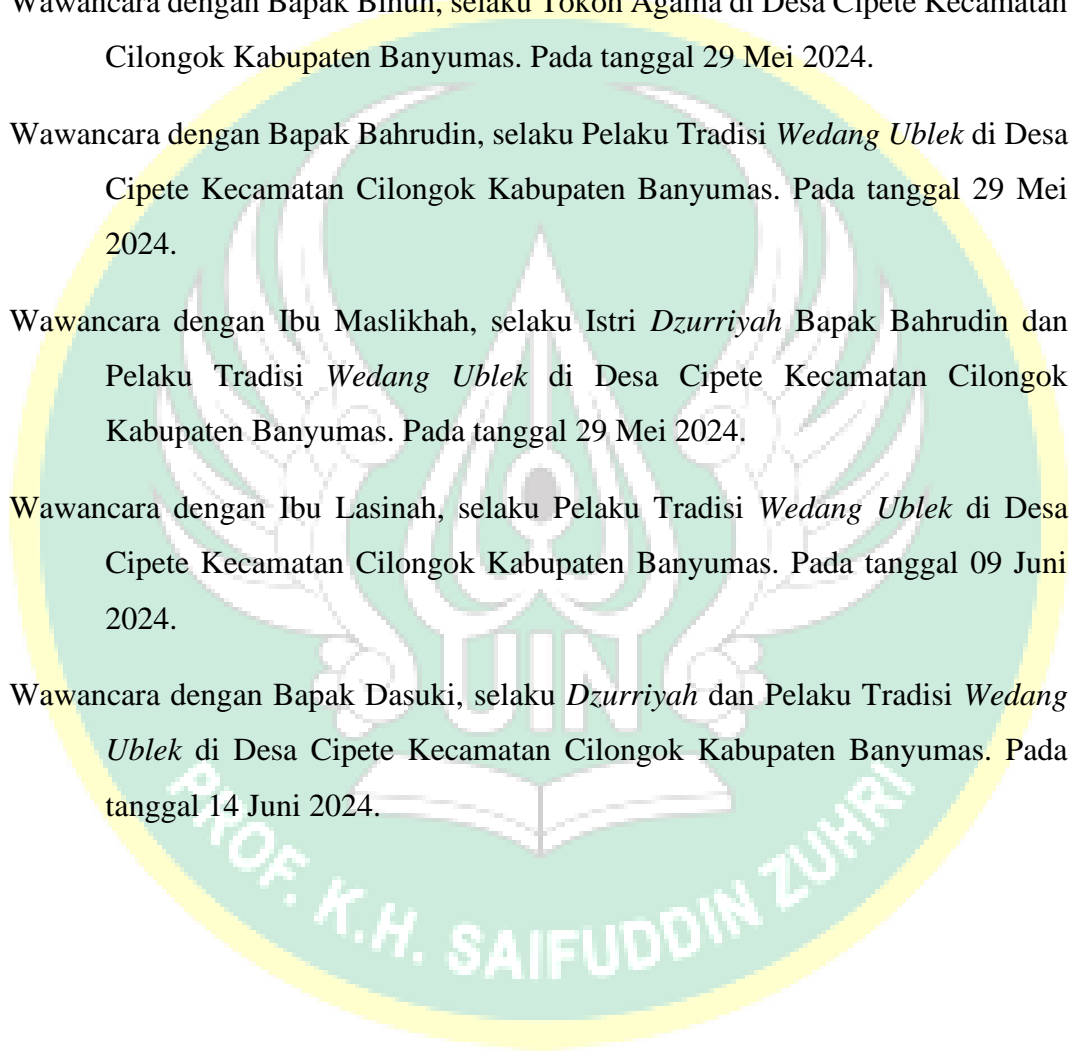 Wawancara dengan Bapak Binun, selaku Tokoh Agama di Desa Cipete Kecamatan
Cilongok Kabupaten Banyumas. Pada tanggal 29 Mei 2024.
Wawancara dengan Bapak Bahrudin, selaku Pelaku Tradisi Wedang Ublek di Desa
Cipete Kecamatan Cilongok Kabupaten Banyumas. Pada tanggal 29 Mei
2024.
Wawancara dengan Ibu Maslikhah, selaku Istri Dzurriyah Bapak Bahrudin dan
Pelaku Tradisi Wedang Ublek di Desa Cipete Kecamatan Cilongok
Kabupaten Banyumas. Pada tanggal 29 Mei 2024.
Wawancara dengan Ibu Lasinah, selaku Pelaku Tradisi Wedang Ublek di Desa
Cipete Kecamatan Cilongok Kabupaten Banyumas. Pada tanggal 09 Juni
2024.
Wawancara dengan Bapak Dasuki, selaku Dzurriyah dan Pelaku Tradisi Wedang
Ublek di Desa Cipete Kecamatan Cilongok Kabupaten Banyumas. Pada
tanggal 14 Juni 2024.
UIN
PROF. K.H. SAIFUDDIN ZUHRI